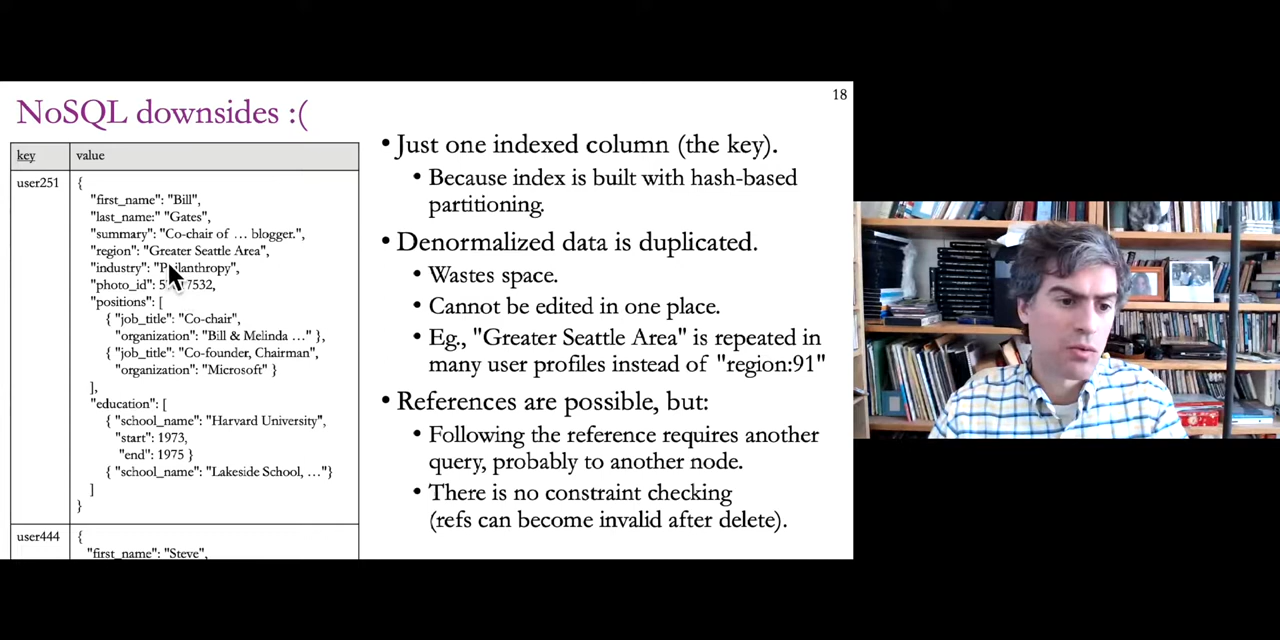 NoSQL downsides :(
18
key value
user251 {
"first_name": "Bill",
"last_name:" "Gates",
"summary": "Co-chair of … blogger.",
"region": "Greater Seattle Area",
"industry": "Philanthropy",
"photo_id": 7532,
"positions": [
{ "job_title": "Co-chair",
"organization": "Bill & Melinda …" },
{ "job_title": "Co-founder, Chairman",
"organization": "Microsoft" }
],
"education": [
{ "school_name": "Harvard University",
"start": 1973,
"end": 1975 }
{ "school_name": "Lakeside School, …"}
]
}
user444 {
"first_name": "Steve",
• Just one indexed column (the key).
• Because index is built with hash-based
partitioning.
• Denormalized data is duplicated.
• Wastes space.
• Cannot be edited in one place.
• Eg., "Greater Seattle Area" is repeated in
many user profiles instead of "region:91"
• References are possible, but:
• Following the reference requires another
query, probably to another node.
• There is no constraint checking
(refs can become invalid after delete).